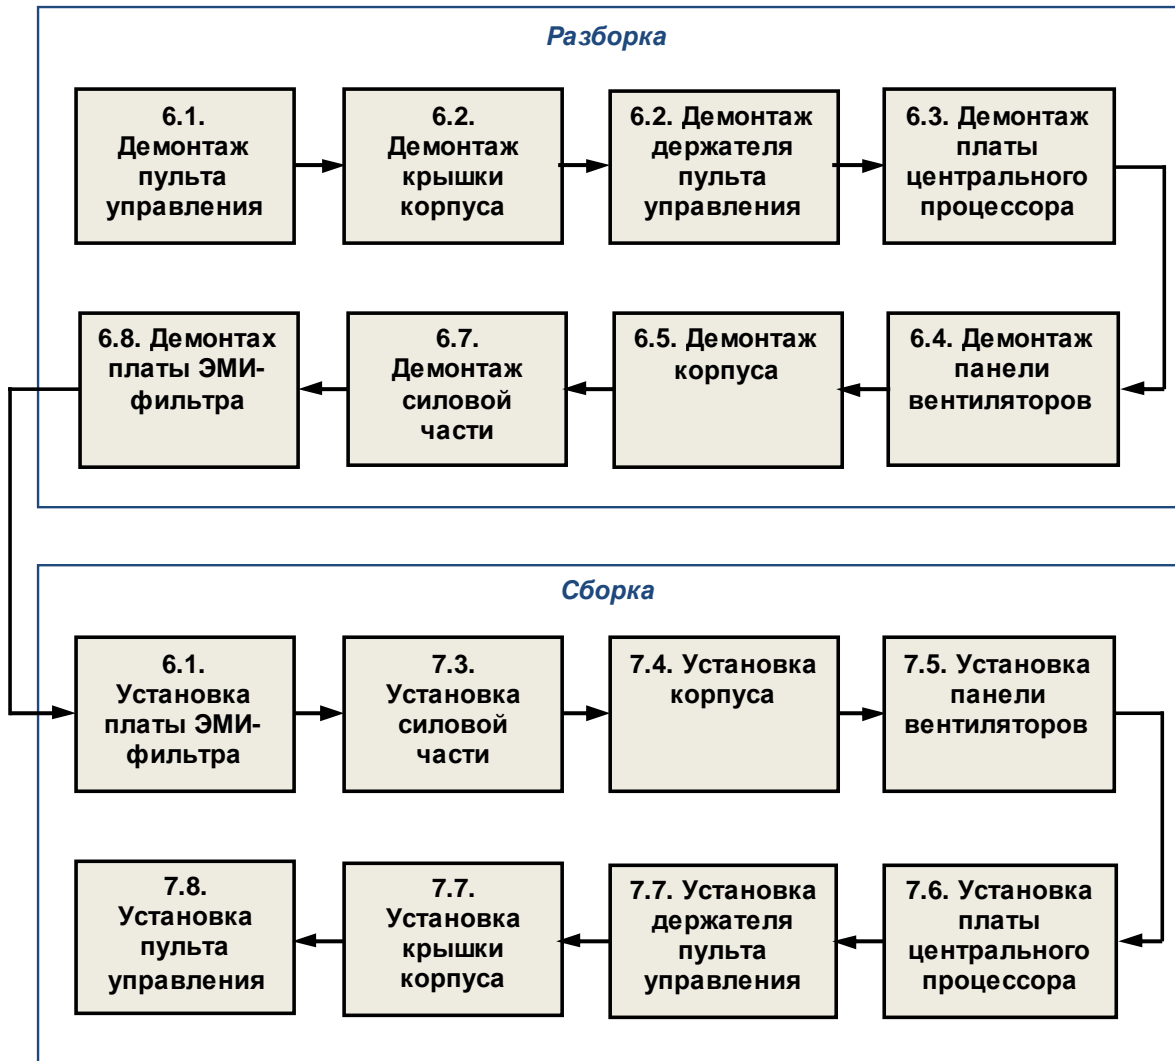 Разборка
6.1.
Демонтаж
пульта
управления
6.2.
Демонтаж
крышки
корпуса
6.2. Демонтаж
держателя
пульта
управления
6.3. Демонтаж
платы
центрального
процессора
6.4. Демонтаж
панели
вентиляторов
6.5. Демонтаж
корпуса
6.7.
Демонтаж
силовой
части
6.8. Демонтах
платы ЭМИ-
фильтра
Сборка
6.1.
Установка
платы ЭМИ-
фильтра
7.3.
Установка
силовой
части
7.4. Установка
корпуса
7.5. Установка
панели
вентиляторов
7.6. Установка
платы
центрального
процессора
7.7. Установка
держателя
пульта
управления
7.7.
Установка
крышки
корпуса
7.8.
Установка
пульта
управления